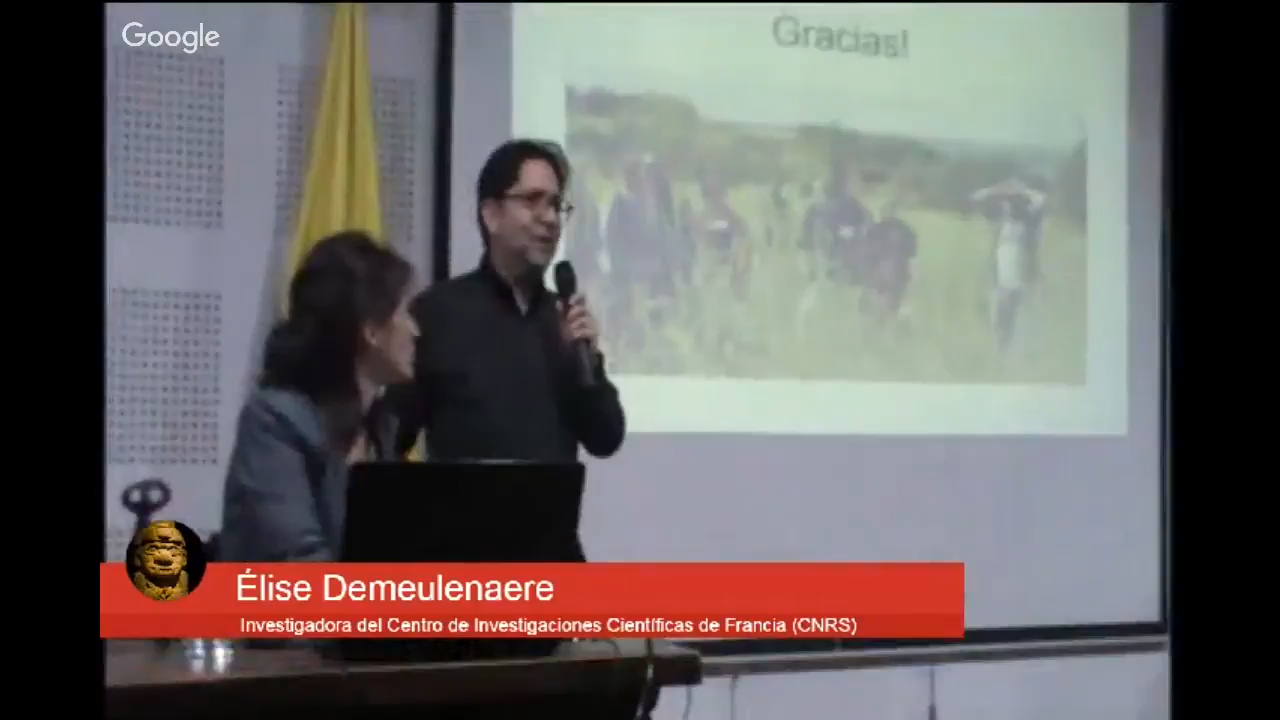 Google
Gracias!
Élise Demeulenaere
Investigadora del Centro de Investigaciones Científicas de Francia (CNRS)